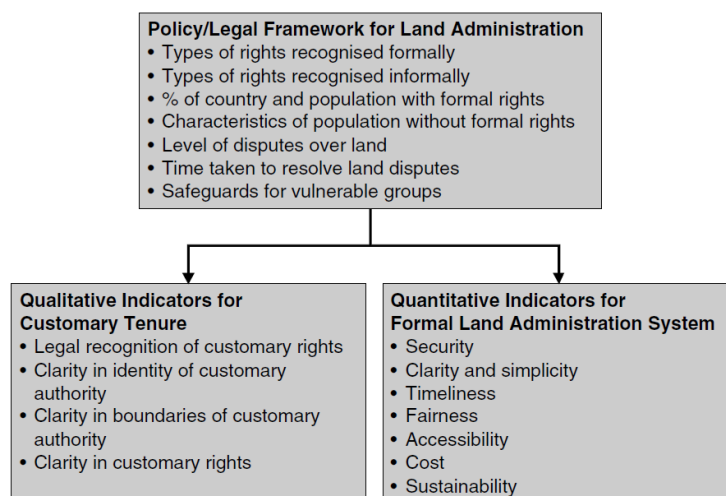 Policy/Legal Framework for Land Administration
• Types of rights recognised formally
• Types of rights recognised informally
• % of country and population with formal rights
• Characteristics of population without formal rights
• Level of disputes over land
• Time taken to resolve land disputes
• Safeguards for vulnerable groups
Qualitative Indicators for
Customary Tenure
• Legal recognition of customary rights
• Clarity in identity of customary
authority
• Clarity in boundaries of customary
authority
• Clarity in customary rights
Quantitative Indicators for
Formal Land Administration System
• Security
• Clarity and simplicity
• Timeliness
• Fairness
• Accessibility
• Cost
• Sustainability